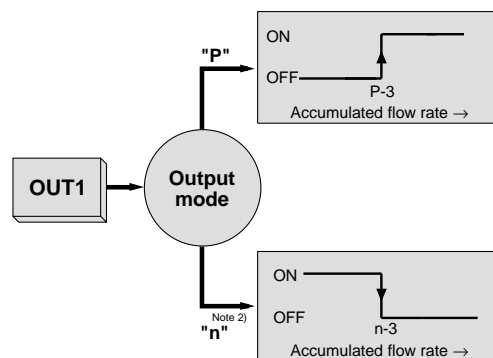 "P"
ON
OFF
P-3
Accumulated flow rate →
OUT1
Output
mode
Note 2)
"n"
ON
OFF
n-3
Accumulated flow rate →